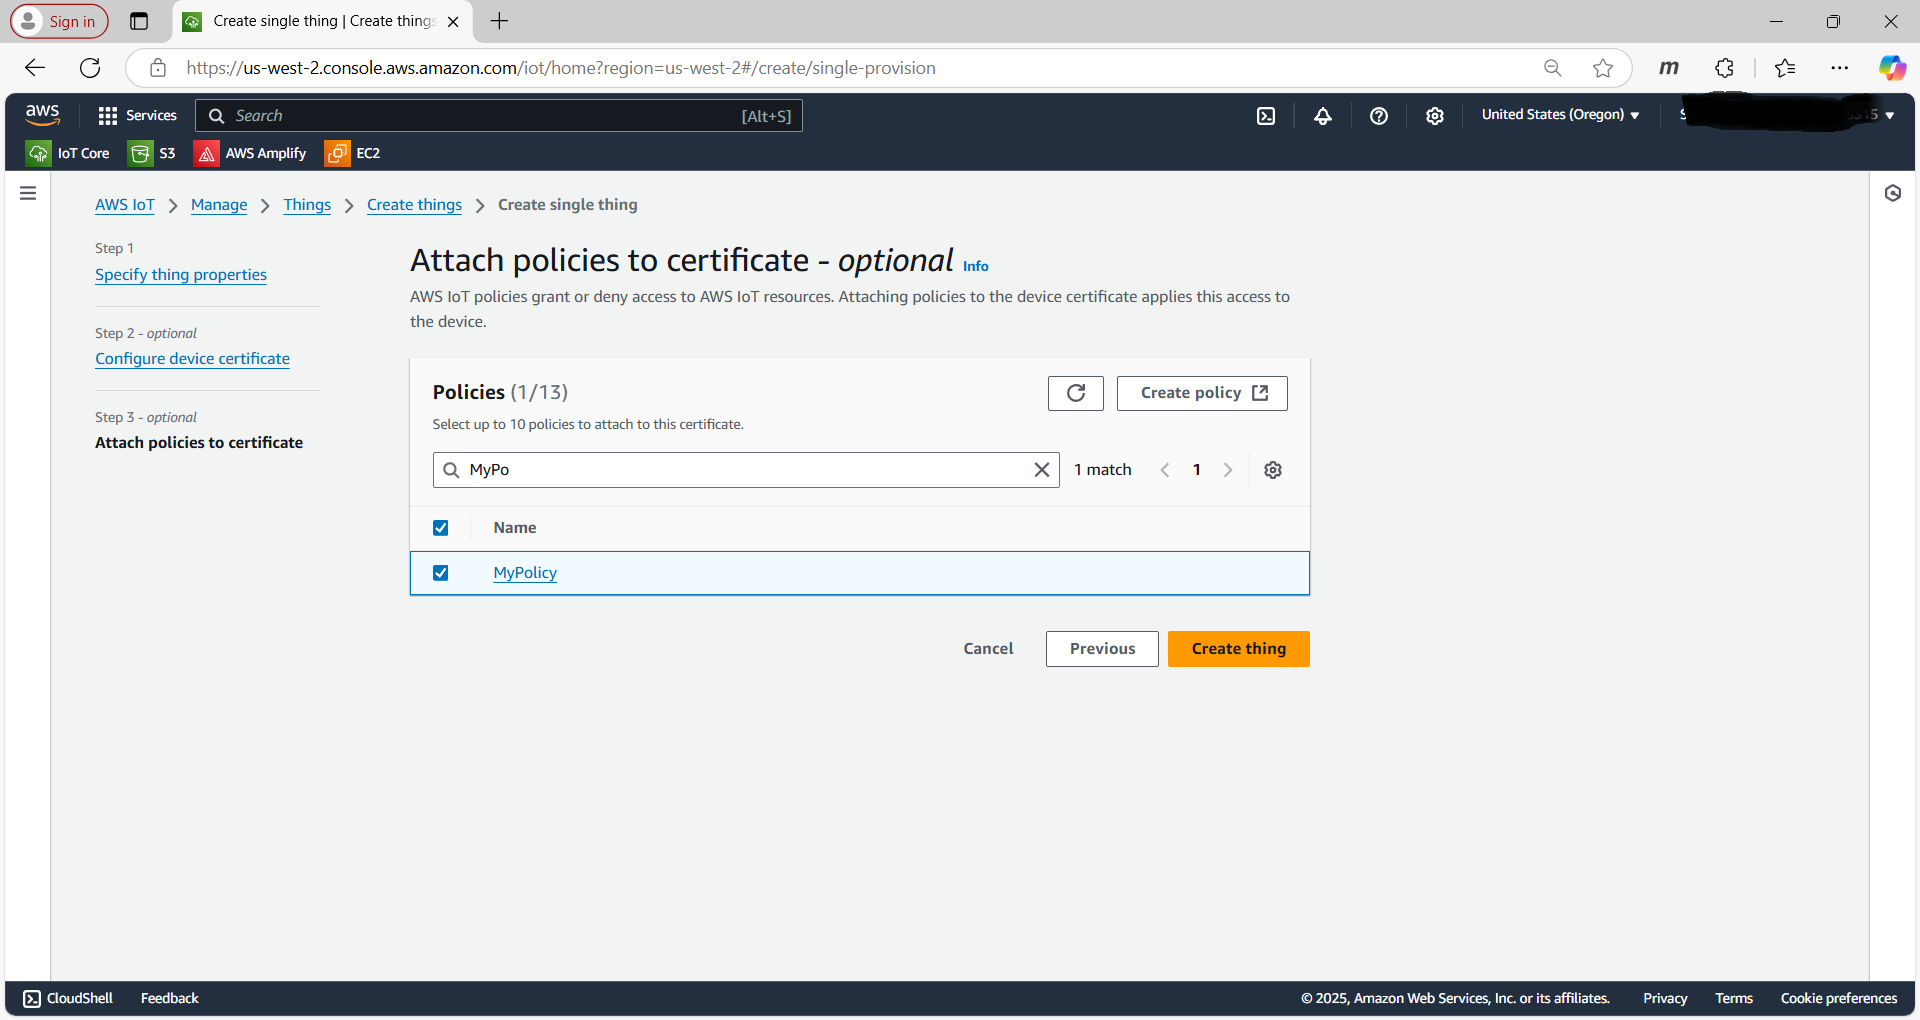 Sign in
Create single thing | Create things
https://us-west-2.console.aws.amazon.com/iot/home?region=us-west-2#/create/single-provision
aws
Services
Search
[Alt+S]
United States (Oregon)
IoT Core
S3
AWS Amplify
EC2
AWS IoT
Manage
Things
Create things
Create single thing
Step 1
Specify thing properties
Step 2 - optional
Configure device certificate
Step 3 - optional
Attach policies to certificate
Attach policies to certificate - optional Info
AWS IoT policies grant or deny access to AWS IoT resources. Attaching policies to the device certificate applies this access to
the device.
Policies (1/13)
Create policy
Select up to 10 policies to attach to this certificate.
MyPo
1 match
1
Name
MyPolicy
Cancel
Previous
Create thing
CloudShell
Feedback
© 2025, Amazon Web Services, Inc. or its affiliates.
Privacy
Terms
Cookie preferences